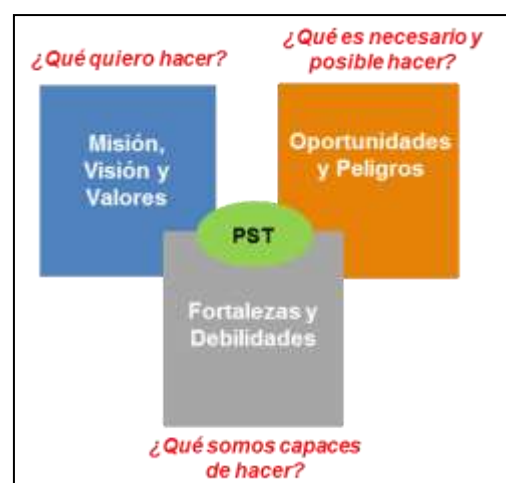 ¿Qué quiero hacer?
¿Qué es necesario y
posible hacer?
Misión,
Visión y
Valores
Oportunidades
y Peligros
PST
Fortalezas y
Debilidades
¿Qué somos capaces
de hacer?